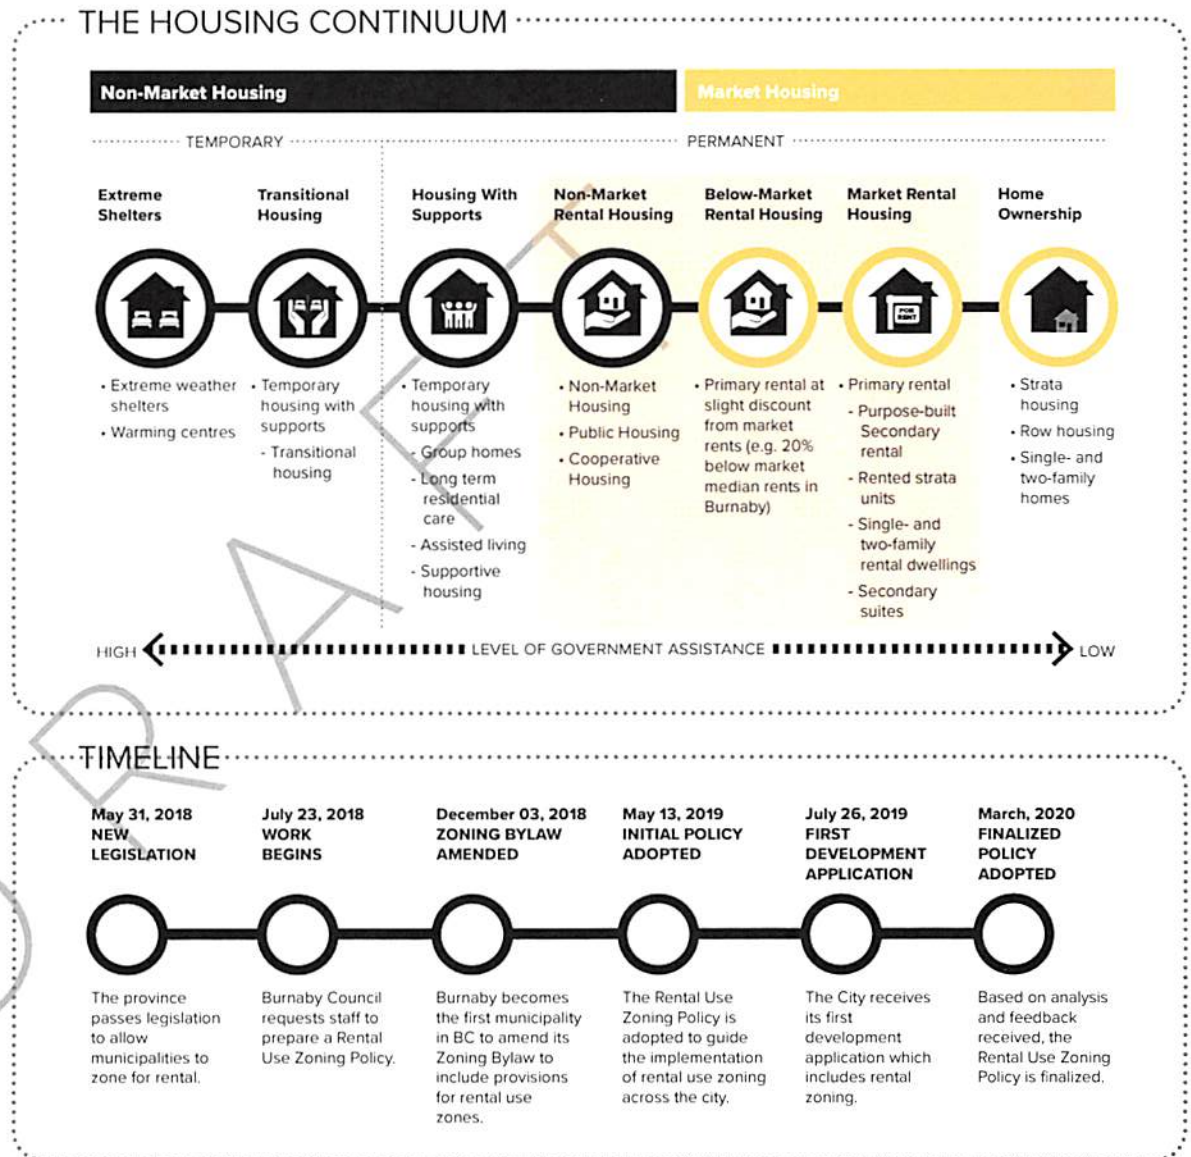 THE HOUSING CONTINUUM
Non-Market Housing
Market Housing
TEMPORARY
PERMANENT
Extreme
Shelters
Transitional
Housing
Housing With
Supports
Non-Market
Rental Housing
Below-Market
Rental Housing
Market Rental
Housing
Home
Ownership
FOR
RENT
• Extreme weather
shelters
• Warming centres
• Temporary
housing with
supports
- Transitional
housing
• Temporary
housing with
supports
- Group homes
- Long term
residential
care
- Assisted living
- Supportive
housing
• Non-Market
Housing
• Public Housing
• Cooperative
Housing
• Primary rental at
slight discount
from market
rents (e.g. 20%
below market
median rents in
Burnaby)
• Primary rental
- Purpose-built
Secondary
rental
- Rented strata
units
- Single- and
two-family
rental dwellings
- Secondary
suites
• Strata
housing
• Row housing
• Single- and
two-family
homes
HIGH
LEVEL OF GOVERNMENT ASSISTANCE
LOW
DRAFT
TIMELINE
May 31, 2018
NEW
LEGISLATION
The province
passes legislation
to allow
municipalities to
zone for rental.
July 23, 2018
WORK
BEGINS
Burnaby Council
requests staff to
prepare a Rental
Use Zoning Policy.
December 03, 2018
ZONING BYLAW
AMENDED
Burnaby becomes
the first municipality
in BC to amend its
Zoning Bylaw to
include provisions
for rental use
zones.
May 13, 2019
INITIAL POLICY
ADOPTED
The Rental Use
Zoning Policy is
adopted to guide
the implementation
of rental use zoning
across the city.
July 26, 2019
FIRST
DEVELOPMENT
APPLICATION
The City receives
its first
development
application which
includes rental
zoning.
March, 2020
FINALIZED
POLICY
ADOPTED
Based on analysis
and feedback
received, the
Rental Use Zoning
Policy is finalized.